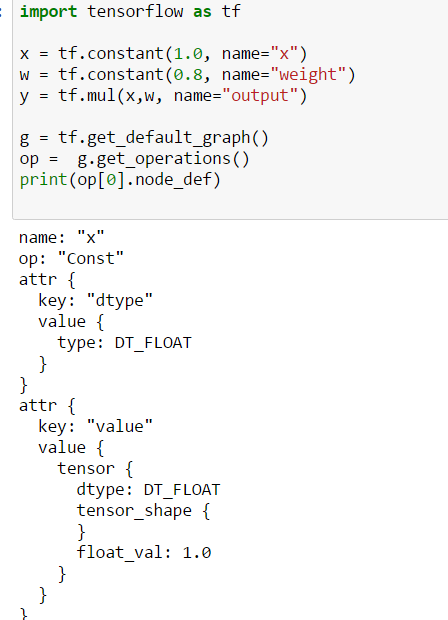 import tensorflow as tf
x = tf.constant(1.0, name="x")
w = tf.constant(0.8, name="weight")
y = tf.mul(x,w, name="output")
g = tf.get_default_graph()
op =  g.get_operations()
print(op[0].node_def)
name: "x"
op: "Const"
attr {
  key: "dtype"
  value {
    type: DT_FLOAT
  }
}
attr {
  key: "value"
  value {
    tensor {
      dtype: DT_FLOAT
      tensor_shape {
      }
      float_val: 1.0
    }
  }
}